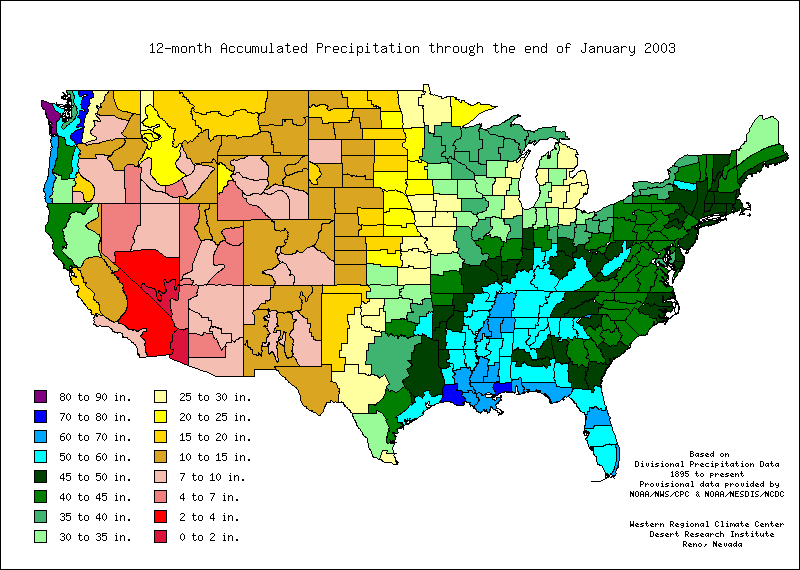 12-month Accumulated Precipitation through the end of January 2003
80 to 90 in.
70 to 80 in.
60 to 70 in.
50 to 60 in.
45 to 50 in.
40 to 45 in.
35 to 40 in.
30 to 35 in.
25 to 30 in.
20 to 25 in.
15 to 20 in.
10 to 15 in.
7 to 10 in.
4 to 7 in.
2 to 4 in.
0 to 2 in.
Based on
Divisional Precipitation Data
1895 to present
Provisional data provided by
NOAA/NWS/CPC & NOAA/NESDIS/NCDC
Western Regional Climate Center
Desert Research Institute
Reno, Nevada